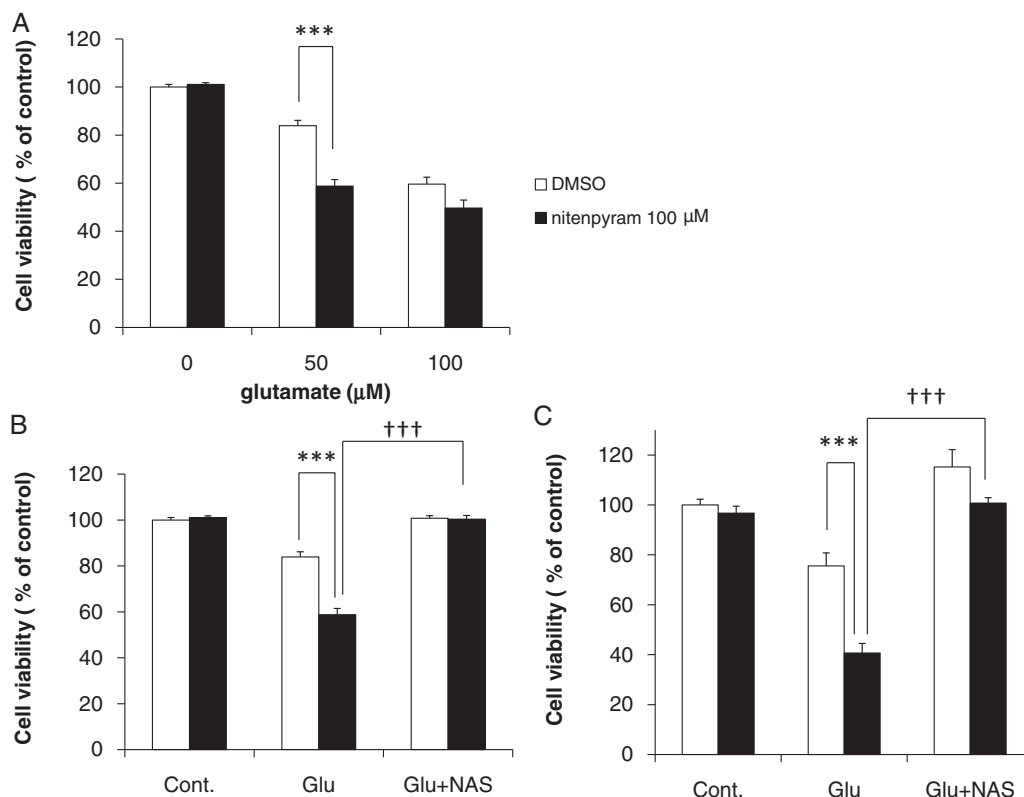 A
Cell viability ( % of control)
120
100
80
60
40
20
0
***
0 50 100
glutamate (μM)
DMSO
nitenpyram 100 μM
B
Cell viability ( % of control)
120
100
80
60
40
20
0
***
†††
Cont. Glu Glu+NAS
C
Cell viability ( % of control)
120
100
80
60
40
20
0
***
†††
Cont. Glu Glu+NAS